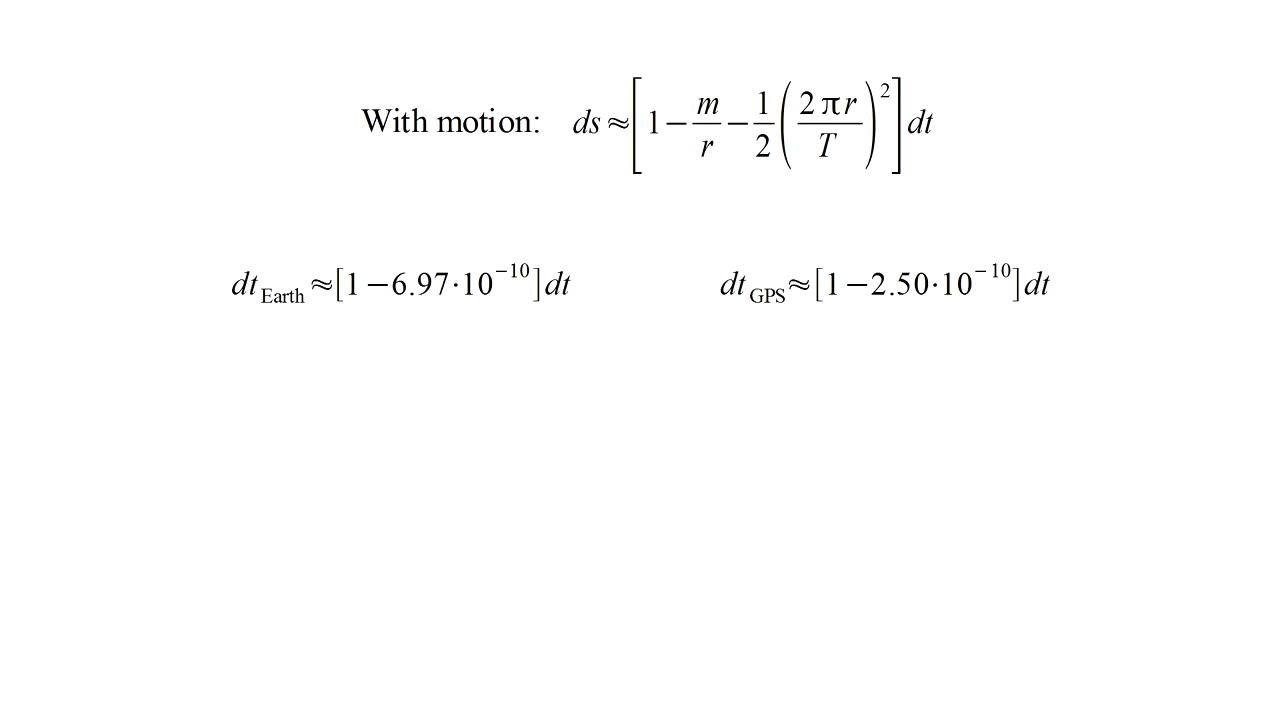 With motion: ds≈[1−m/r−1/2(2πr/T)²]dt
dt_Earth≈[1−6.97·10⁻¹⁰]dt
dt_GPS≈[1−2.50·10⁻¹⁰]dt